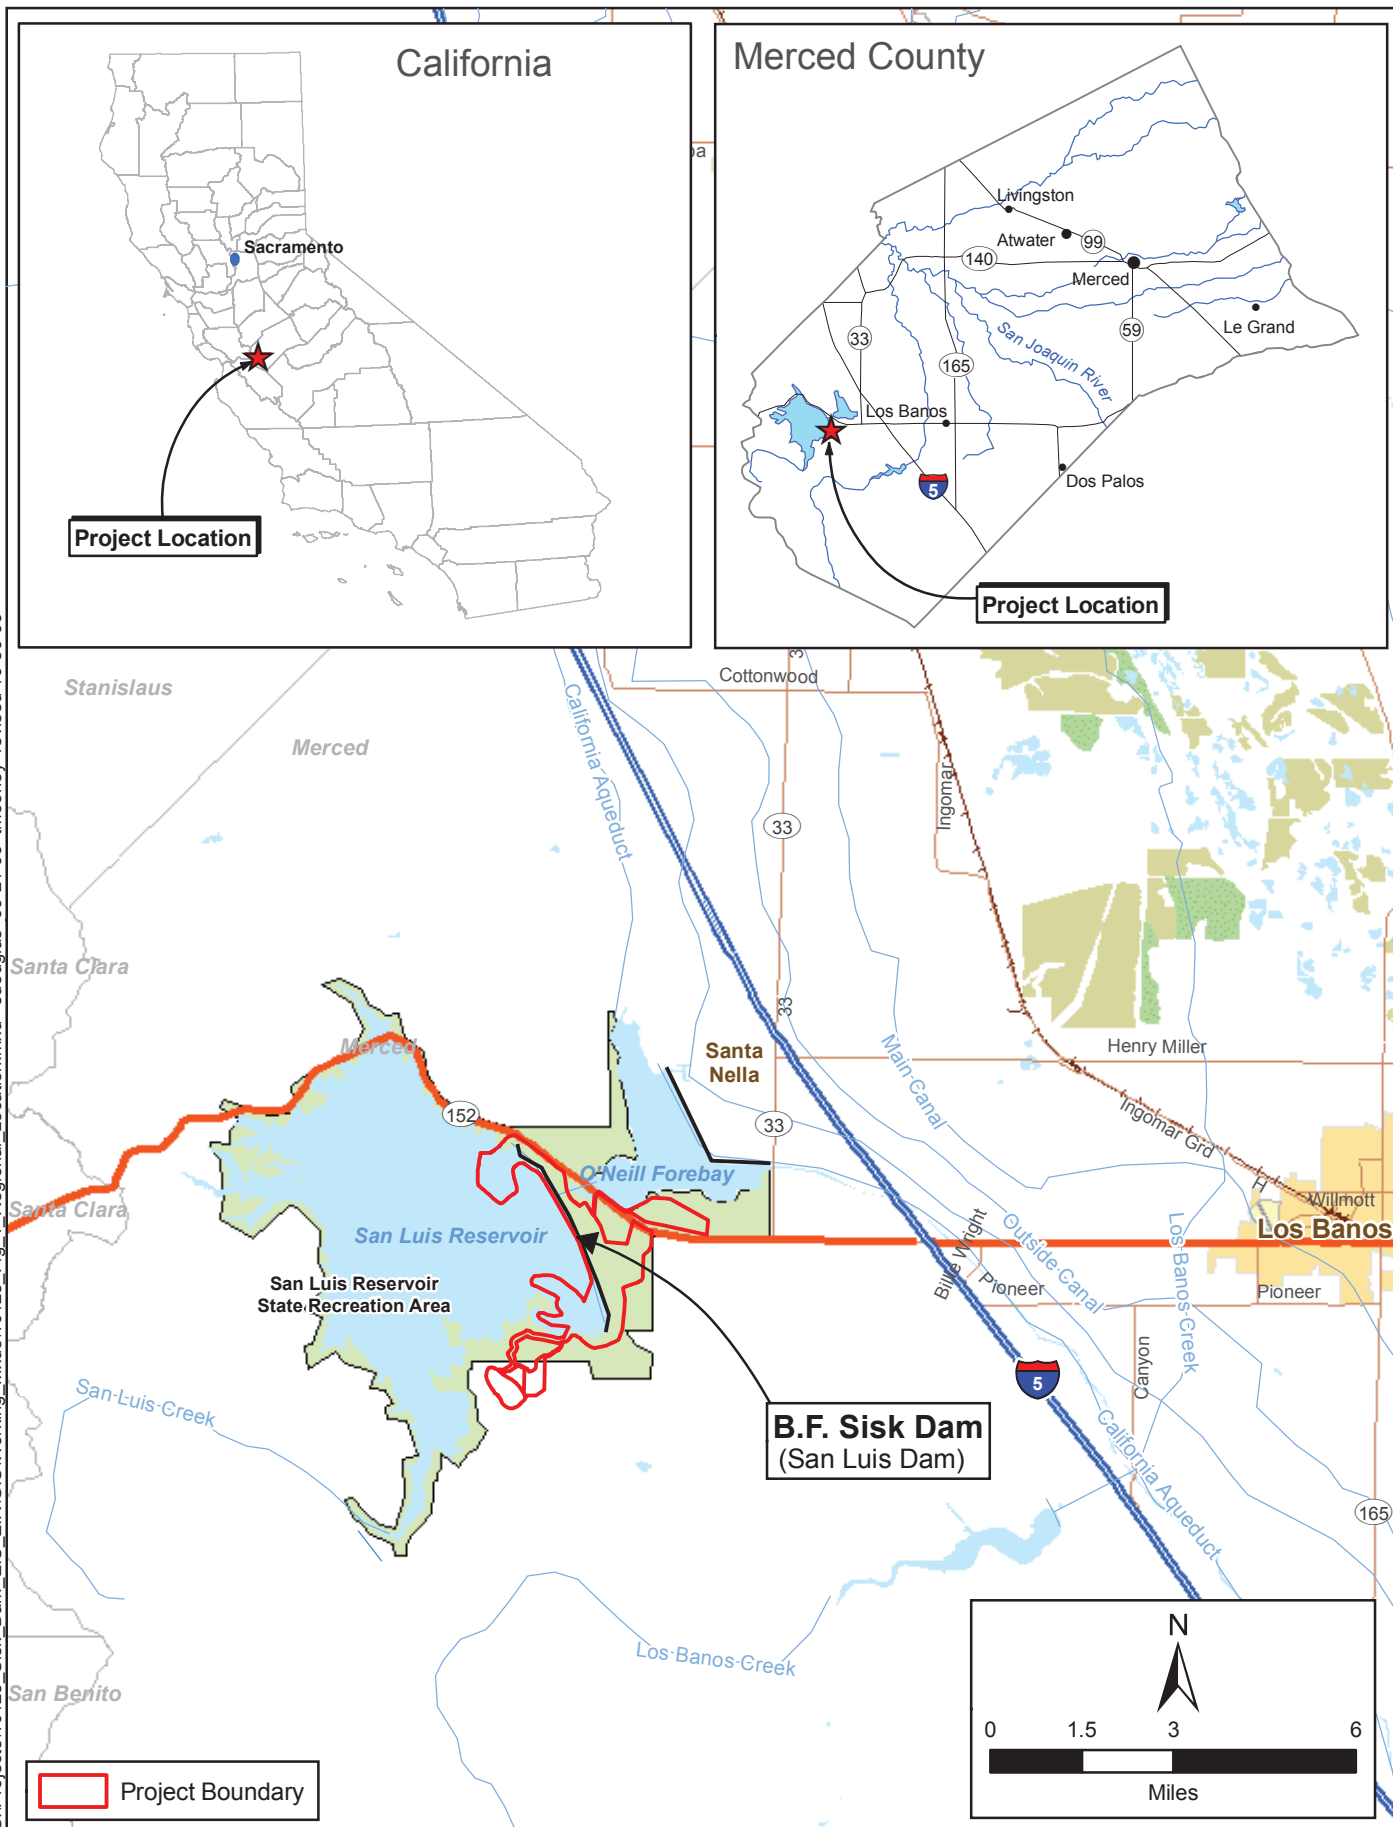 California
Sacramento
Project Location
Merced County
Livingston
Atwater
99
140
Merced
Le Grand
59
33
San Joaquin River
165
Los Banos
5
Dos Palos
Project Location
Stanislaus
Merced
Santa Clara
Merced
Santa Clara
San Benito
Cottonwood
California Aqueduct
Ingomar
33
33
Santa
Nella
Main Canal
Henry Miller
Ingomar Grd
152
33
O'Neill Forebay
San Luis Reservoir
San Luis Reservoir
State Recreation Area
Willmott
Los Banos
Billie Wright
Outside Canal
Los Banos Creek
Pioneer
Pioneer
Canyon
5
San Luis Creek
B.F. Sisk Dam
(San Luis Dam)
California Aqueduct
165
Los Banos Creek
N
0 1.5 3 6
Miles
Project Boundary